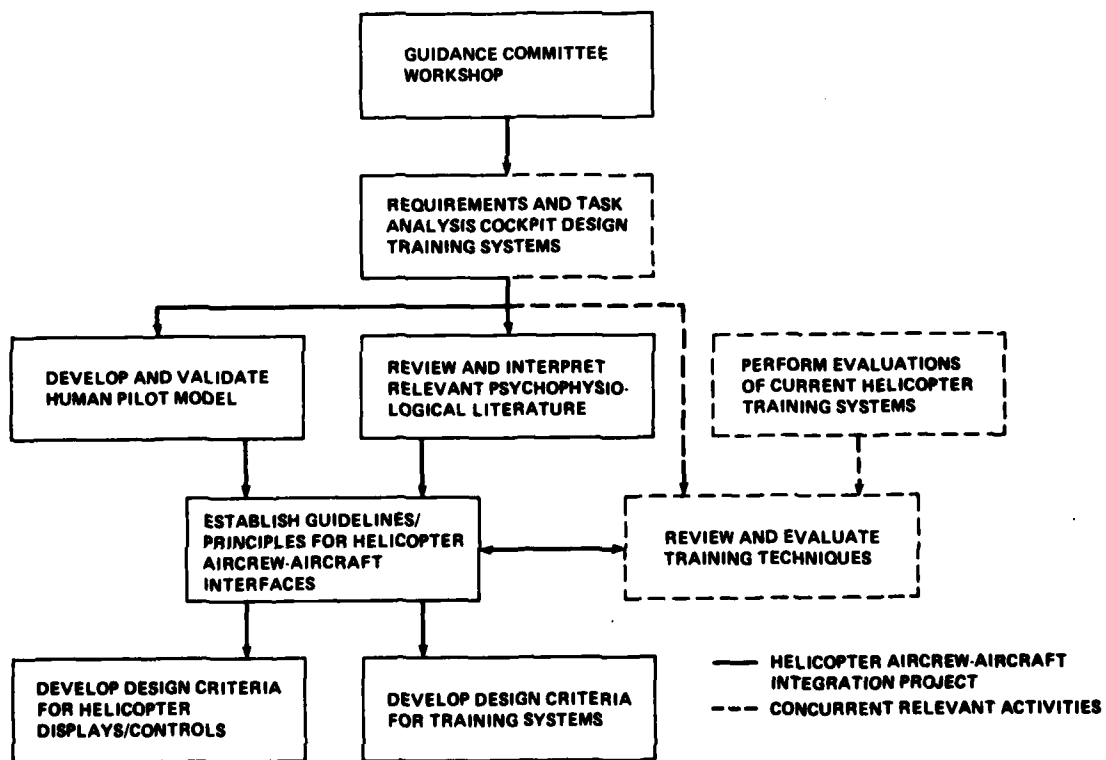 GUIDANCE COMMITTEE
WORKSHOP
REQUIREMENTS AND TASK
ANALYSIS COCKPIT DESIGN
TRAINING SYSTEMS
DEVELOP AND VALIDATE
HUMAN PILOT MODEL
REVIEW AND INTERPRET
RELEVANT PSYCHOPHYSIO-
LOGICAL LITERATURE
PERFORM EVALUATIONS
OF CURRENT HELICOPTER
TRAINING SYSTEMS
ESTABLISH GUIDELINES/
PRINCIPLES FOR HELICOPTER
AIRCREW-AIRCRAFT
INTERFACES
REVIEW AND EVALUATE
TRAINING TECHNIQUES
DEVELOP DESIGN CRITERIA
FOR HELICOPTER
DISPLAYS/CONTROLS
DEVELOP DESIGN CRITERIA
FOR TRAINING SYSTEMS
HELICOPTER AIRCREW-AIRCRAFT
INTEGRATION PROJECT
CONCURRENT RELEVANT ACTIVITIES